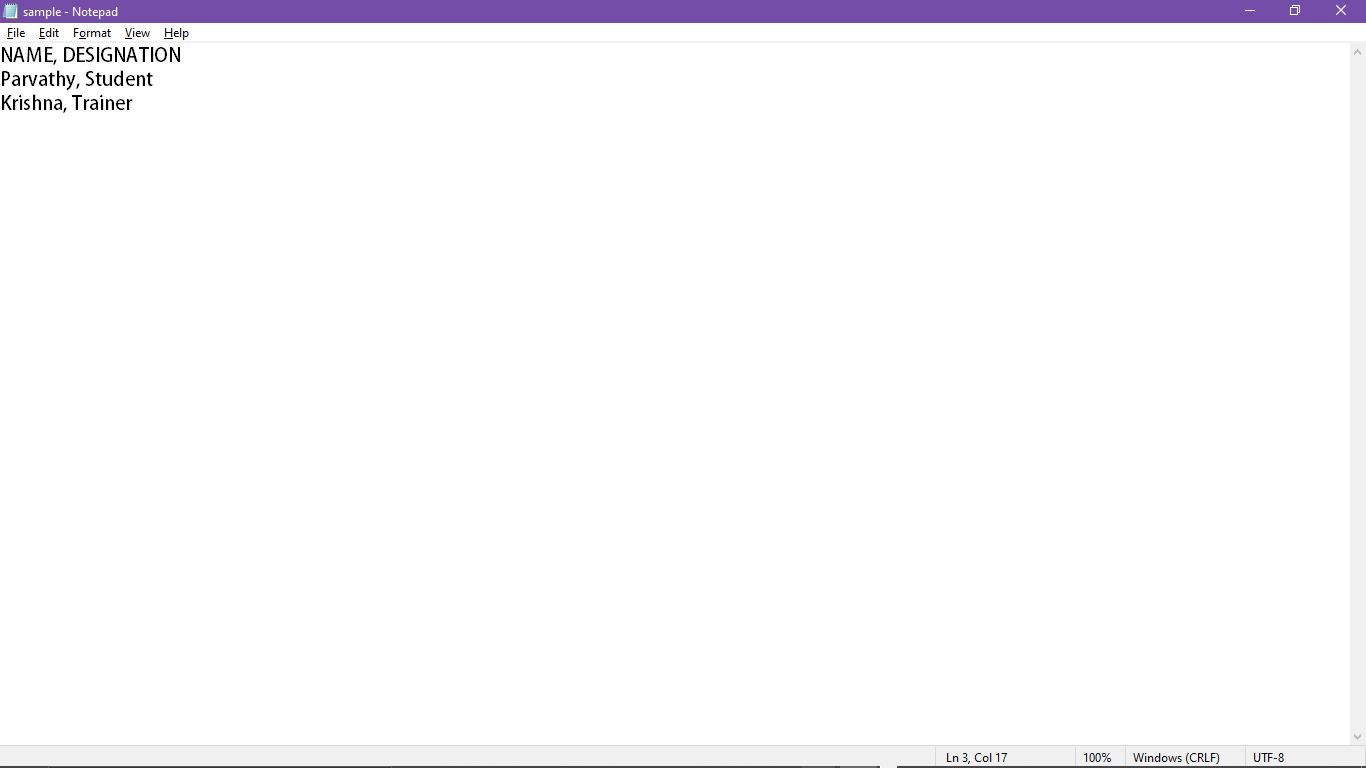 sample - Notepad
File Edit Format View Help
NAME, DESIGNATION
Parvathy, Student
Krishna, Trainer
Ln 3, Col 17 100% Windows (CRLF) UTF-8